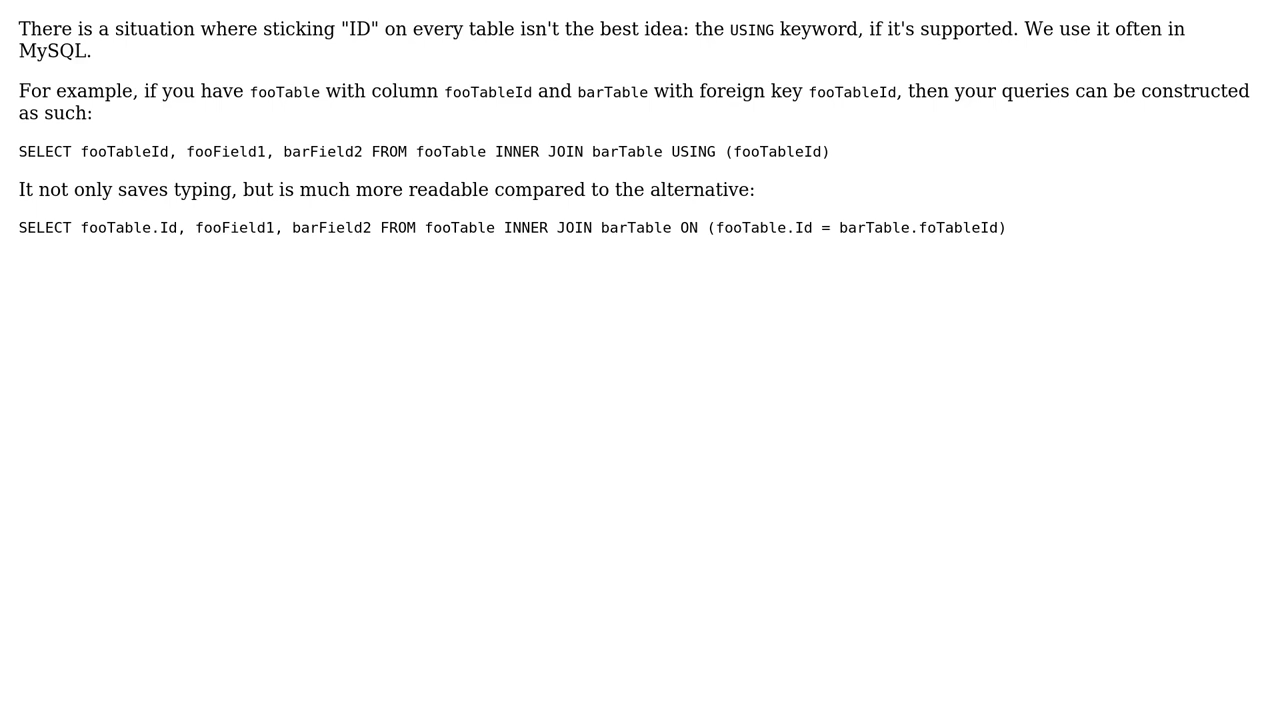 There is a situation where sticking "ID" on every table isn't the best idea: the USING keyword, if it's supported. We use it often in
MySQL.
For example, if you have fooTable with column fooTableId and barTable with foreign key fooTableId, then your queries can be constructed
as such:
SELECT fooTableId, fooField1, barField2 FROM fooTable INNER JOIN barTable USING (fooTableId)
It not only saves typing, but is much more readable compared to the alternative:
SELECT fooTable.Id, fooField1, barField2 FROM fooTable INNER JOIN barTable ON (fooTable.Id = barTable.foTableId)